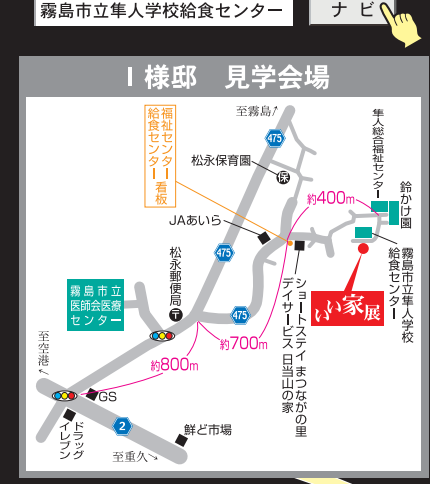 霧島市立隼人学校給食センター
ナビ
I 様邸 見学会場
至霧島↗
475
福祉センター
給食センター看板
松永保育園
保
隼人総合福祉センター
鈴かけ園
約400m
JAあいら
475
松永郵便局
〒
霧島市立
医師会医療
センター
475
約700m
約800m
ショートステイ まつながの里
デイサービス 日当山の家
いい家展
霧島市立隼人学校
給食センター
至空港←
GS
ドラッグ
イレブン
2
鮮ど市場
至重久↘